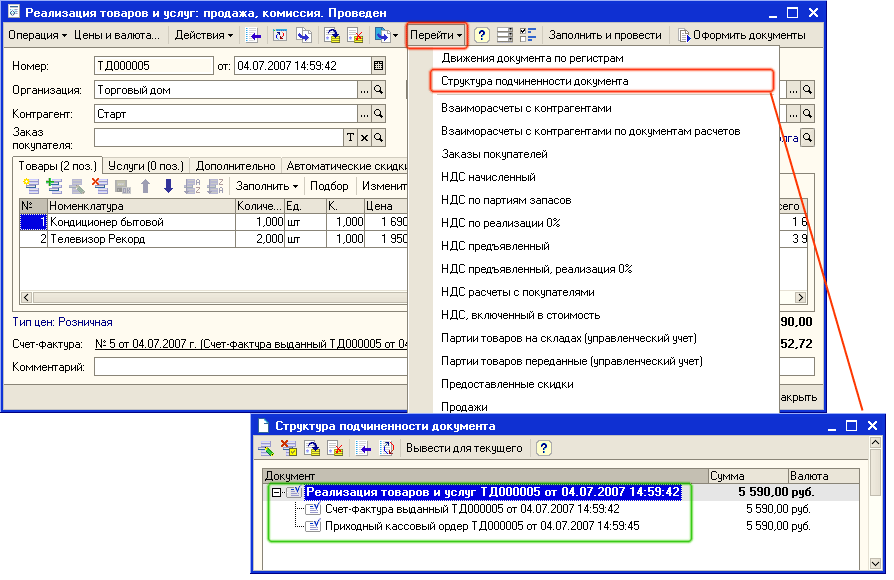 Реализация товаров и услуг: продажа, комиссия. Проведен
Операция Цены и валюта... Действия Перейти ? Заполнить и провести Оформить документы
Номер: ТД000005 от: 04.07.2007 14:59:42
Организация: Торговый дом ...
Контрагент: Старт ...
Заказ
покупателя: T x
Товары (2 поз.) Услуги (0 поз.) Дополнительно Автоматические скидки
Заполнить Подбор Изменит
№ Номенклатура Количе... Ед. К. Цена сего
1 Кондиционер бытовой 1,000 шт 1,000 1 690 1 6
2 Телевизор Рекорд 2,000 шт 1,000 1 950 3 9
Тип цен: Розничная 90,00
Счет-фактура: № 5 от 04.07.2007 г. (Счет-фактура выданный ТД000005 от 04 52,72
Комментарий:
акрыть
Движения документа по регистрам
Структура подчиненности документа
Взаиморасчеты с контрагентами
Взаиморасчеты с контрагентами по документам расчетов
Заказы покупателей
НДС начисленный
НДС по партиям запасов
НДС по реализации 0%
НДС предъявленный
НДС предъявленный, реализация 0%
НДС расчеты с покупателями
НДС, включенный в стоимость
Партии товаров на складах (управленческий учет)
Партии товаров переданные (управленческий учет)
Предоставленные скидки
Продажи
Структура подчиненности документа
Вывести для текущего ?
Документ Сумма Валюта
Реализация товаров и услуг ТД000005 от 04.07.2007 14:59:42 5 590,00 руб.
Счет-фактура выданный ТД000005 от 04.07.2007 14:59:42 5 590,00 руб.
Приходный кассовый ордер ТД000005 от 04.07.2007 14:59:45 5 590,00 руб.